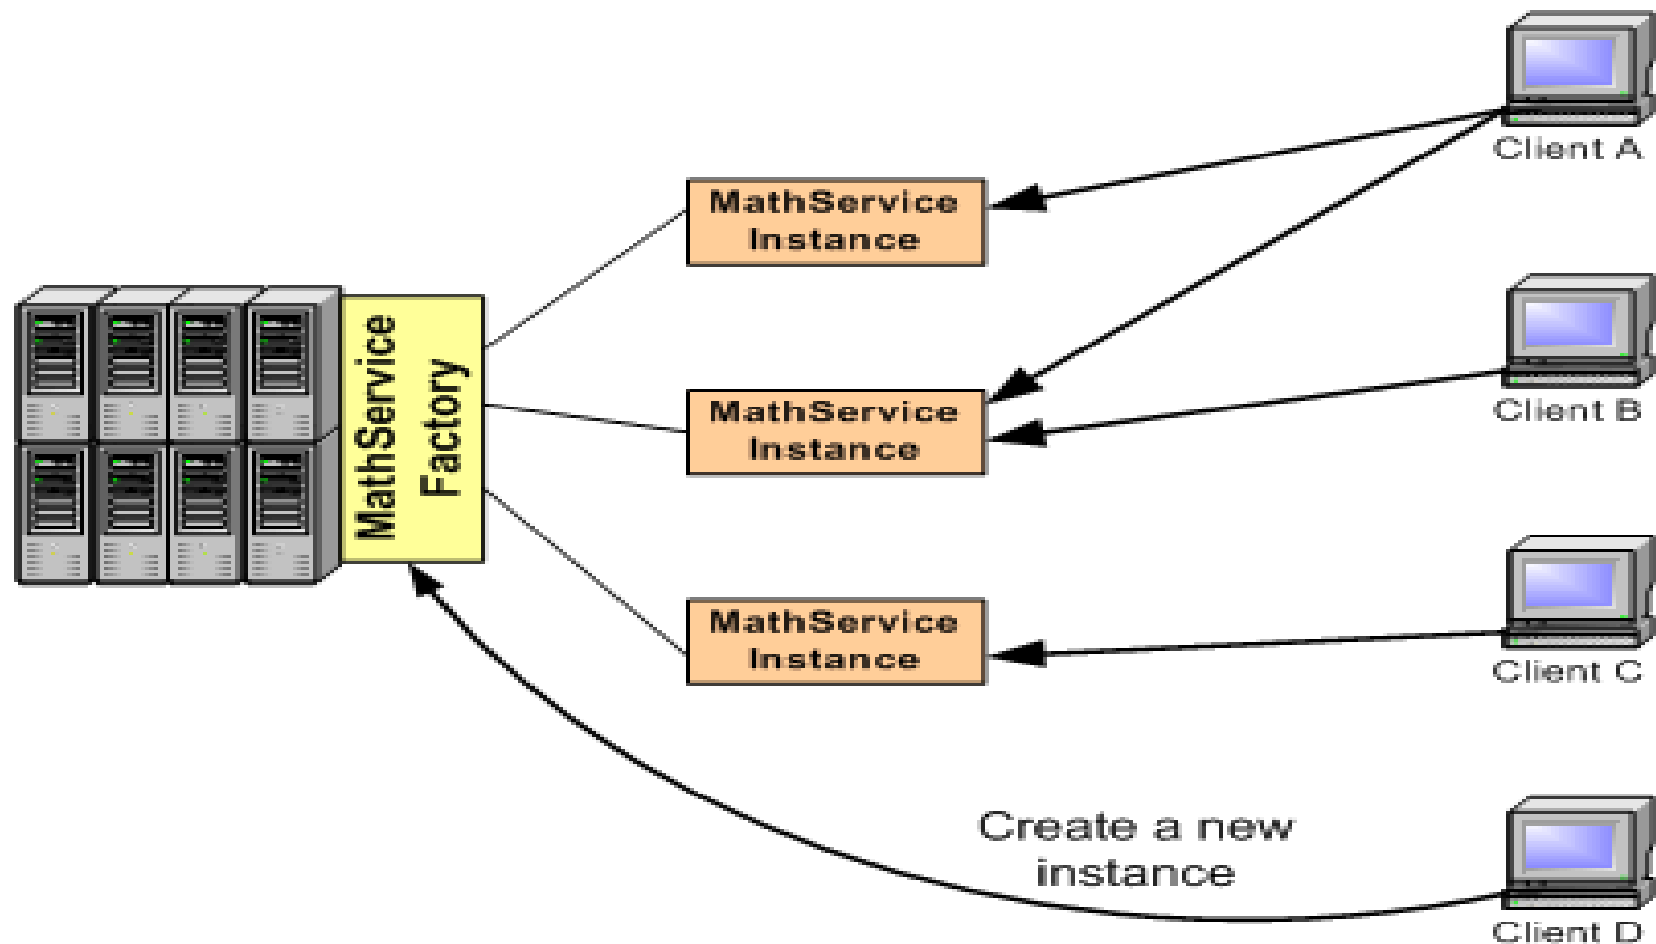 Client A
MathService
Instance
Client B
MathService
Factory
MathService
Instance
Client C
MathService
Instance
Create a new
instance
Client D